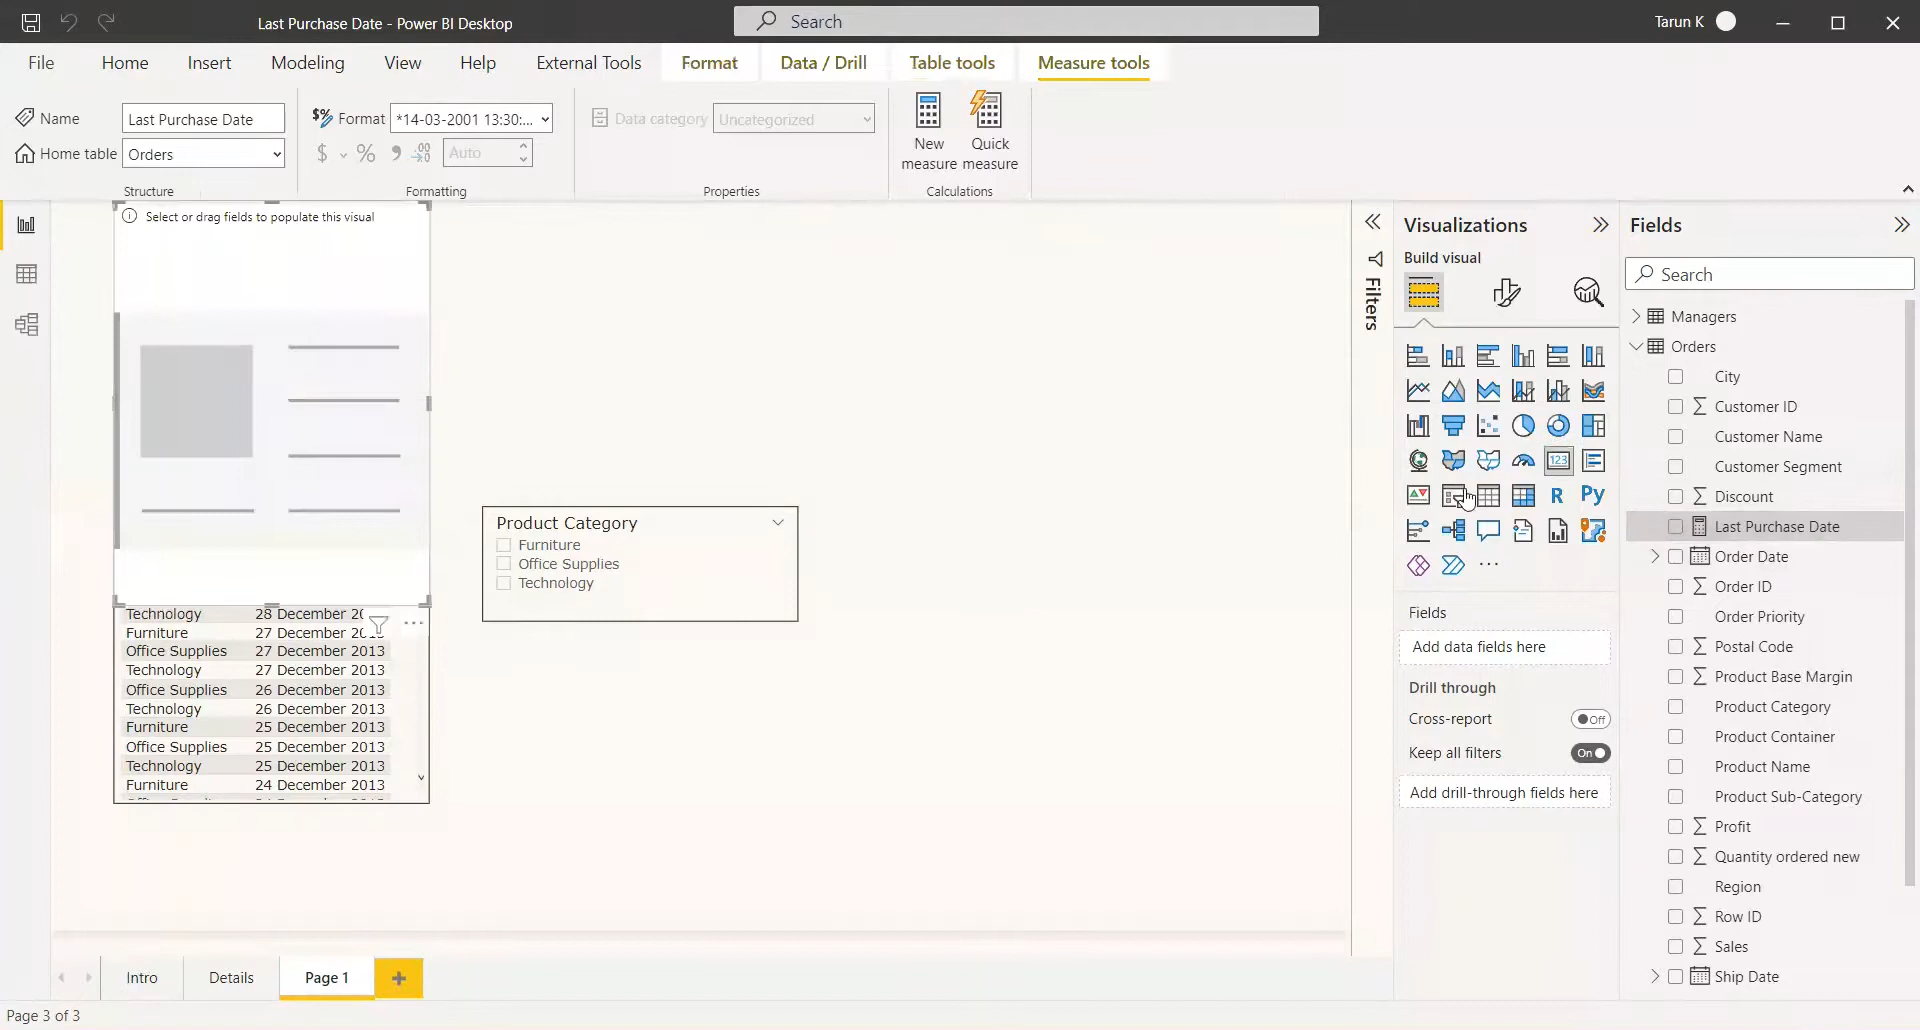 Last Purchase Date - Power BI Desktop
Search
Tarun K
File
Home
Insert
Modeling
View
Help
External Tools
Format
Data / Drill
Table tools
Measure tools
Name
Last Purchase Date
Home table
Orders
Structure
$% Format
*14-03-2001 13:30:...
$
%
Auto
Formatting
Data category
Uncategorized
Properties
New measure
Quick measure
Calculations
Select or drag fields to populate this visual
Technology 28 December
Furniture 27 December
Office Supplies 27 December 2013
Technology 27 December 2013
Office Supplies 26 December 2013
Technology 26 December 2013
Furniture 25 December 2013
Office Supplies 25 December 2013
Technology 25 December 2013
Furniture 24 December 2013
Product Category
Furniture
Office Supplies
Technology
Filters
Visualizations
Build visual
123
R
Py
...
Fields
Add data fields here
Drill through
Cross-report
Off
Keep all filters
On
Add drill-through fields here
Fields
Search
Managers
Orders
City
∑ Customer ID
Customer Name
Customer Segment
∑ Discount
Last Purchase Date
Order Date
∑ Order ID
Order Priority
∑ Postal Code
∑ Product Base Margin
Product Category
Product Container
Product Name
Product Sub-Category
∑ Profit
∑ Quantity ordered new
Region
∑ Row ID
∑ Sales
Ship Date
Intro
Details
Page 1
+
Page 3 of 3